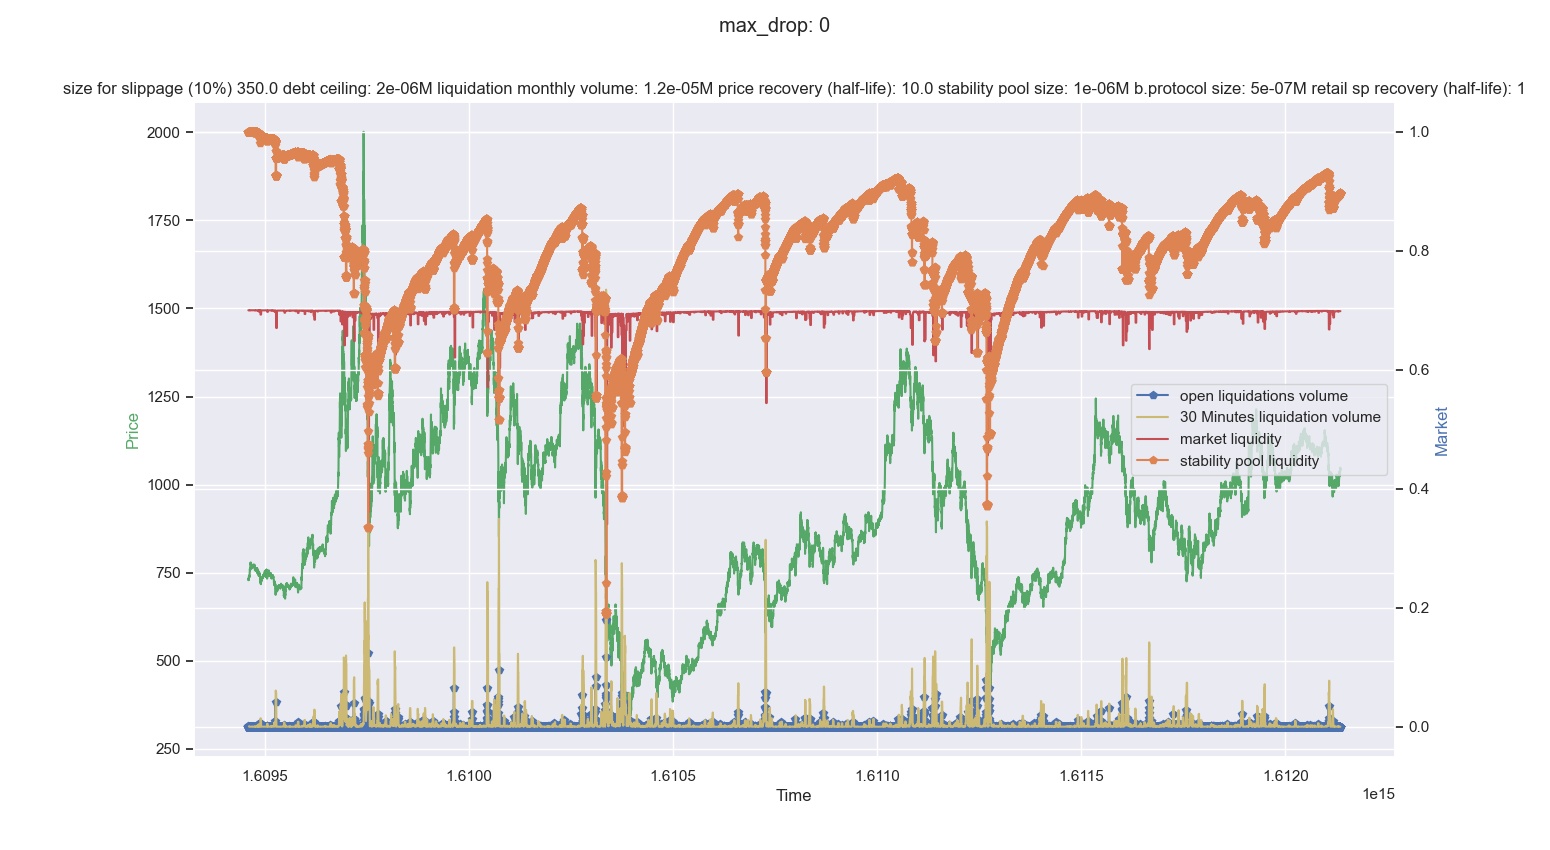 max_drop: 0
size for slippage (10%) 350.0 debt ceiling: 2e-06M liquidation monthly volume: 1.2e-05M price recovery (half-life): 10.0 stability pool size: 1e-06M b.protocol size: 5e-07M retail sp recovery (half-life): 1
2000
1750
1500
1250
1000
750
500
250
Price
1.0
0.8
0.6
0.4
0.2
0.0
Market
open liquidations volume
30 Minutes liquidation volume
market liquidity
stability pool liquidity
1.6095
1.6100
1.6105
1.6110
1.6115
1.6120
1e15
Time